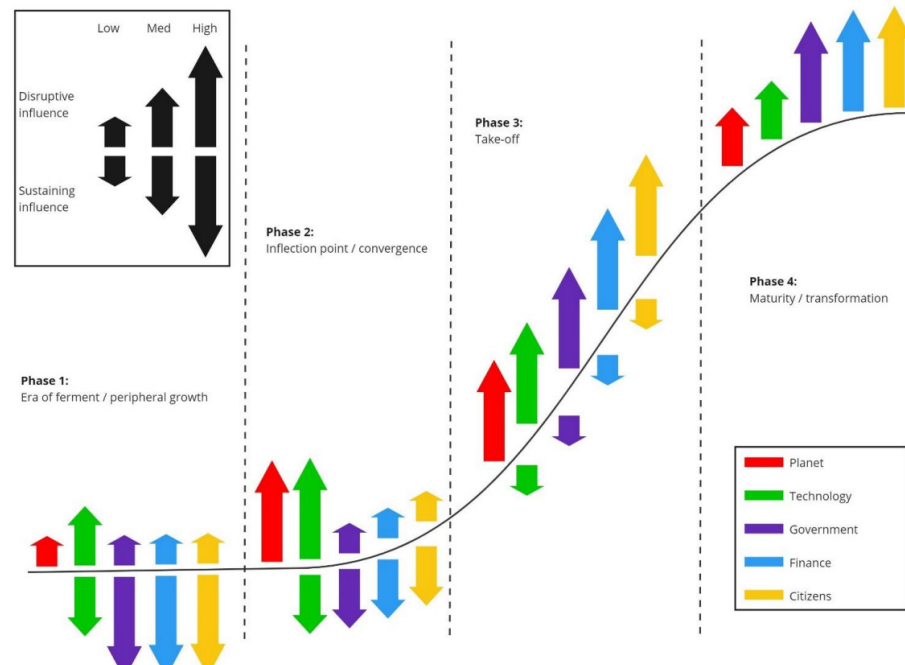 Low Med High
Disruptive
influence
Sustaining
influence
Phase 1:
Era of ferment / peripheral growth
Phase 2:
Inflection point / convergence
Phase 3:
Take-off
Phase 4:
Maturity / transformation
Planet
Technology
Government
Finance
Citizens